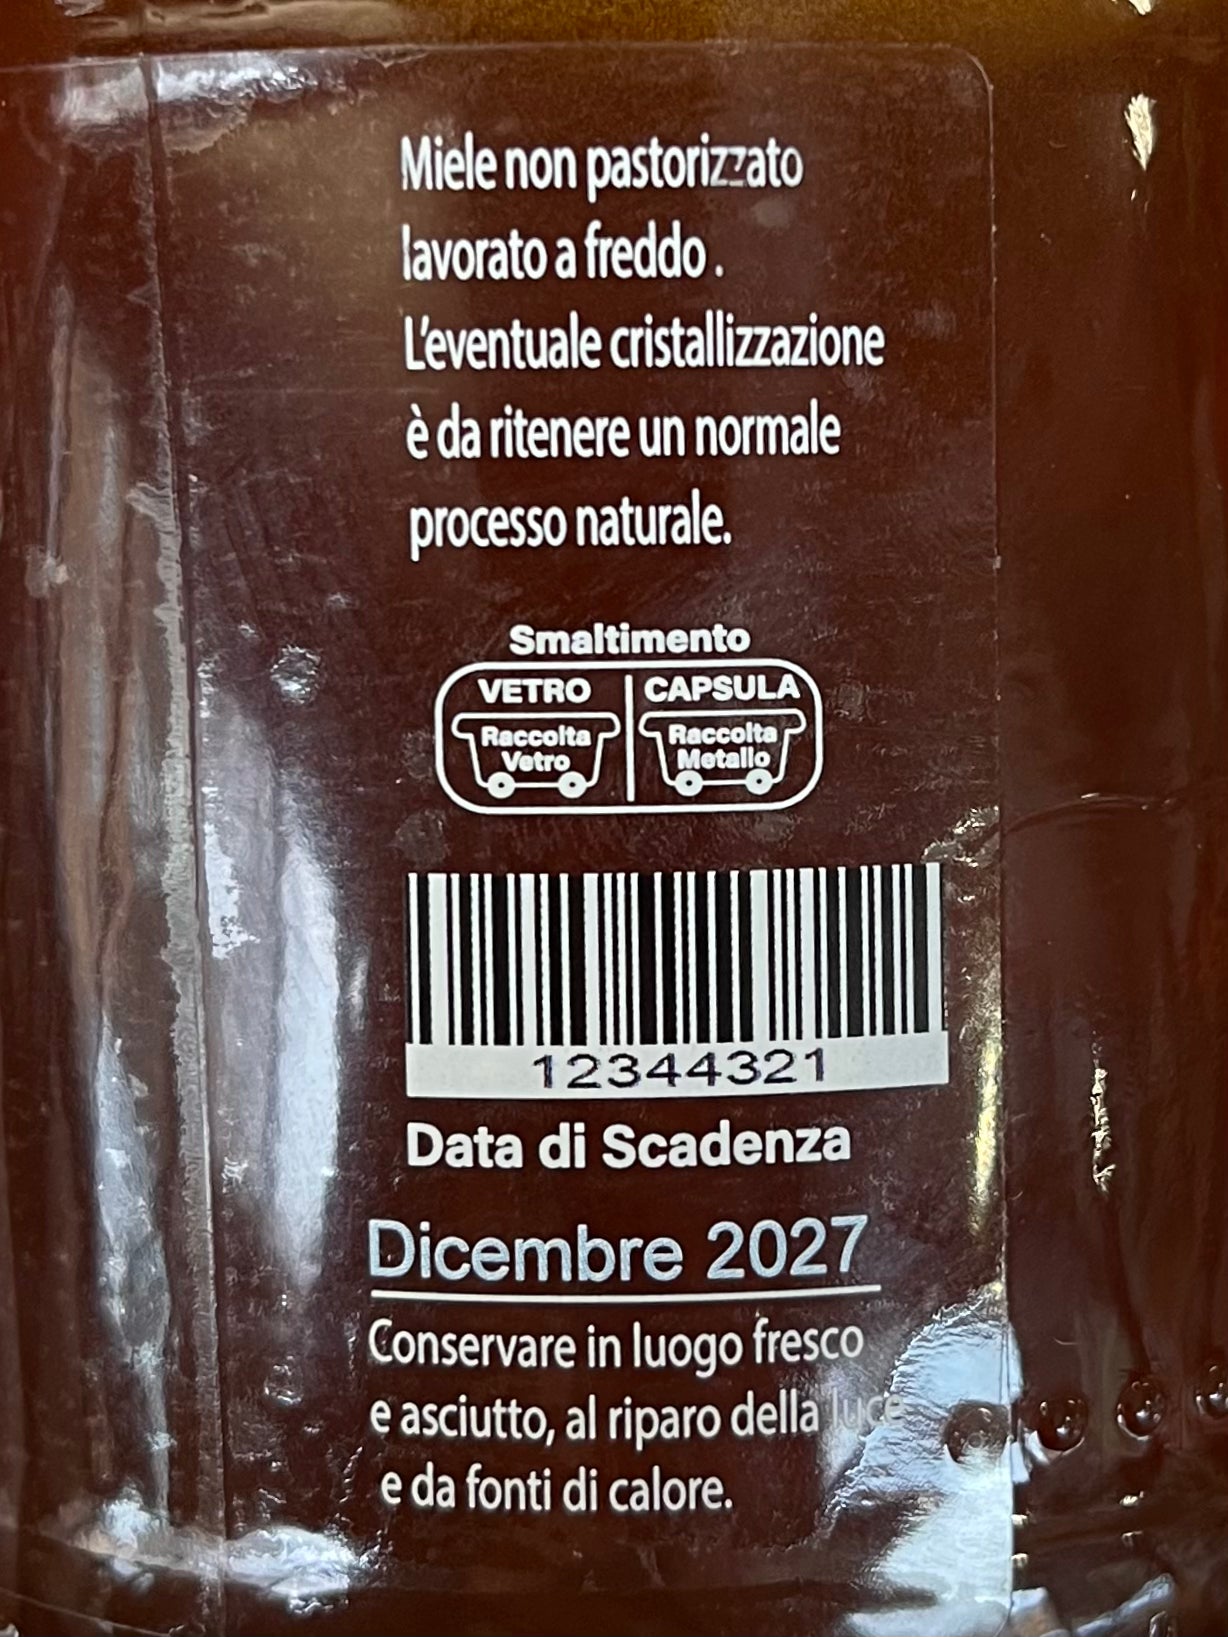 Miele non pastorizzato
lavorato a freddo .
L'eventuale cristallizzazione
è da ritenere un normale
processo naturale.
Smaltimento
VETRO | CAPSULA
Raccolta Vetro
Raccolta Metallo
12344321
Data di Scadenza
Dicembre 2027
Conservare in luogo fresco
e asciutto, al riparo della luce
e da fonti di calore.